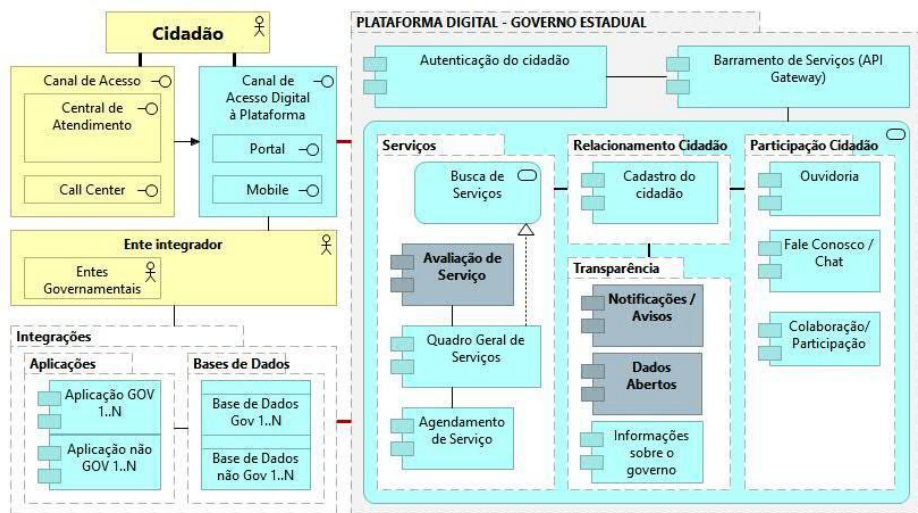 Cidadão
Canal de Acesso
Central de
Atendimento
Call Center
Canal de
Acesso Digital
à Plataforma
Portal
Mobile
Ente integrador
Entes
Governamentais
Integrações
Aplicações
Aplicação GOV
1..N
Aplicação não
GOV 1..N
Bases de Dados
Base de Dados
Gov 1..N
Base de Dados
não Gov 1..N
PLATAFORMA DIGITAL - GOVERNO ESTADUAL
Autenticação do cidadão
Barramento de Serviços (API
Gateway)
Serviços
Busca de
Serviços
Avaliação de
Serviço
Quadro Geral de
Serviços
Agendamento
de Serviço
Relacionamento Cidadão
Cadastro do
cidadão
Transparência
Notificações /
Avisos
Dados
Abertos
Informações
sobre o
governo
Participação Cidadão
Ouvidoria
Fale Conosco /
Chat
Colaboração/
Participação